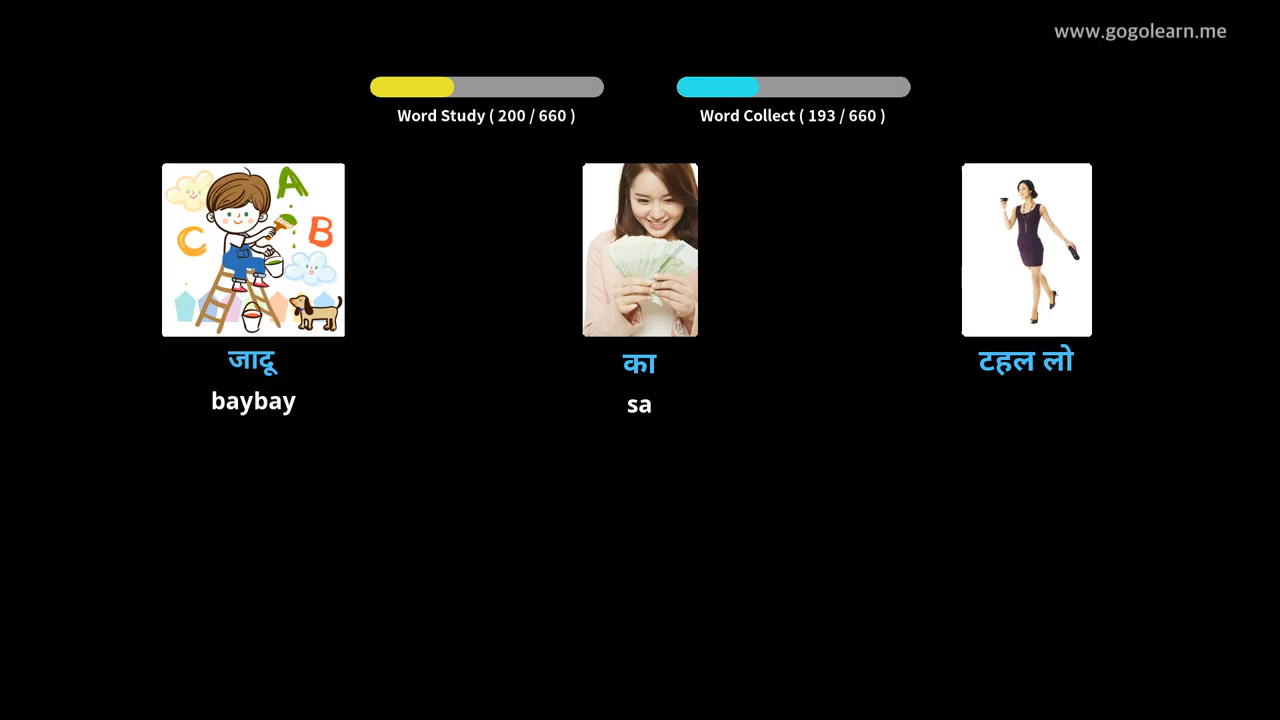 www.gogolearn.me
Word Study ( 200 / 660 )
Word Collect ( 193 / 660 )
A
B
C
जादू
का
टहल लो
baybay
sa